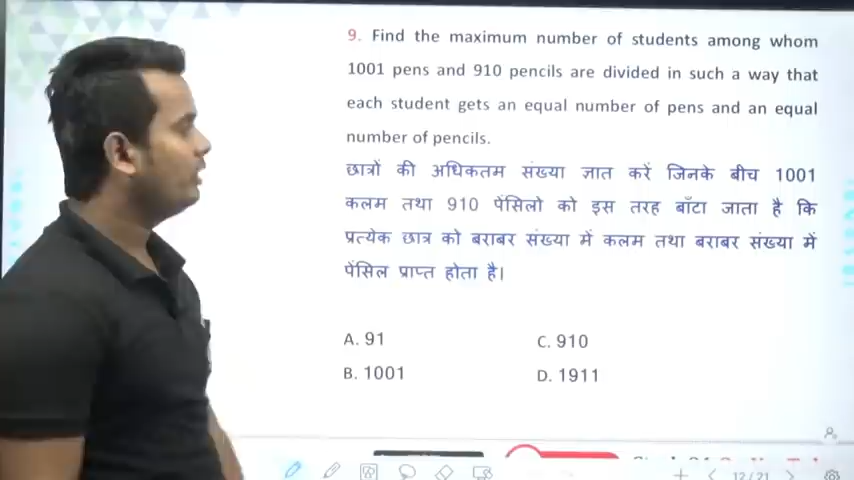 9. Find the maximum number of students among whom
1001 pens and 910 pencils are divided in such a way that
each student gets an equal number of pens and an equal
number of pencils.
छात्रों की अधिकतम संख्या ज्ञात करें जिनके बीच 1001
कलम तथा 910 पेंसिलो को इस तरह बाँटा जाता है कि
प्रत्येक छात्र को बराबर संख्या में कलम तथा बराबर संख्या में
पेंसिल प्राप्त होता है।
A. 91
C. 910
B. 1001
D. 1911
12/21